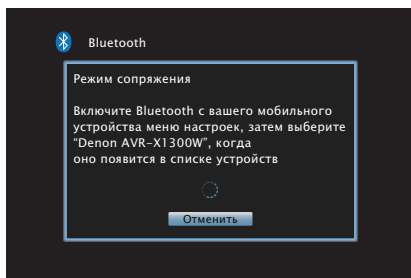 Bluetooth
Режим сопряжения
Включите Bluetooth с вашего мобильного
устройства меню настроек, затем выберите
“Denon AVR-X1300W”, когда
оно появится в списке устройств
Отменить